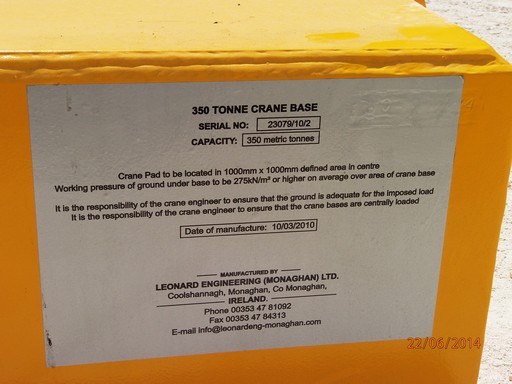 350 TONNE CRANE BASE
SERIAL NO: 23079/10/2
CAPACITY: 350 metric tonnes
Crane Pad to be located in 1000mm x 1000mm defined area in centre
Working pressure of ground under base to be 275kN/m² or higher on average over area of crane base
It is the responsibility of the crane engineer to ensure that the ground is adequate for the imposed load
It is the responsibility of the crane engineer to ensure that the crane bases are centrally loaded
Date of manufacture: 10/03/2010
MANUFACTURED BY
LEONARD ENGINEERING (MONAGHAN) LTD.
Coolshannagh, Monaghan, Co Monaghan,
IRELAND.
Phone 00353 47 81092
Fax 00353 47 84313
E-mail info@leonardeng-monaghan.com
22/06/2014